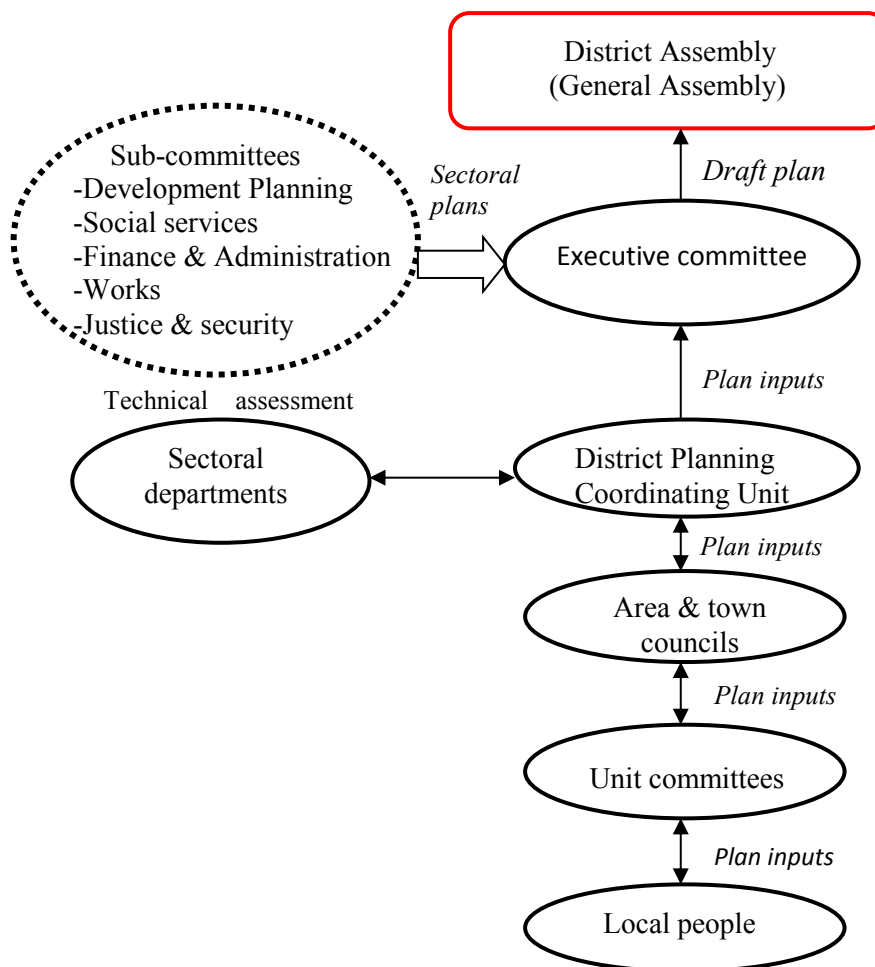 District Assembly
(General Assembly)
Sub-committees
-Development Planning
-Social services
-Finance & Administration
-Works
-Justice & security
Sectoral
plans
Draft plan
Executive committee
Plan inputs
Technical assessment
Sectoral
departments
District Planning
Coordinating Unit
Plan inputs
Area & town
councils
Plan inputs
Unit committees
Plan inputs
Local people